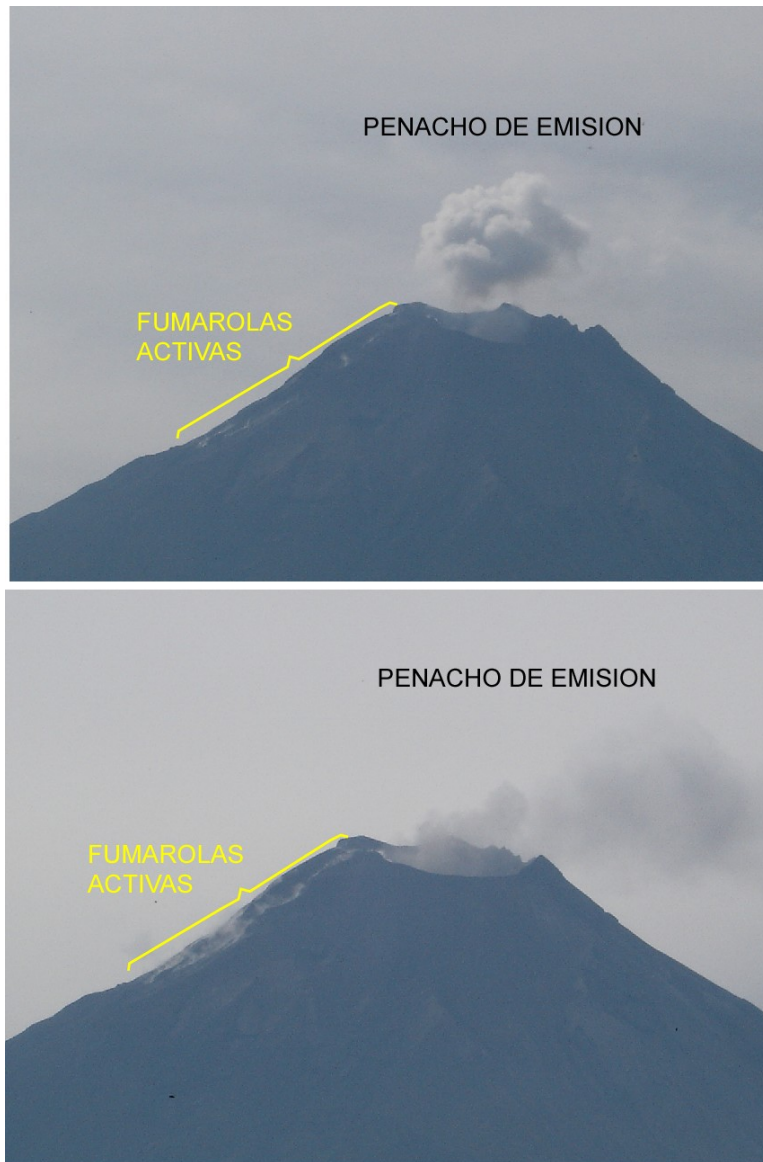 PENACHO DE EMISION
FUMAROLAS
ACTIVAS
PENACHO DE EMISION
FUMAROLAS
ACTIVAS